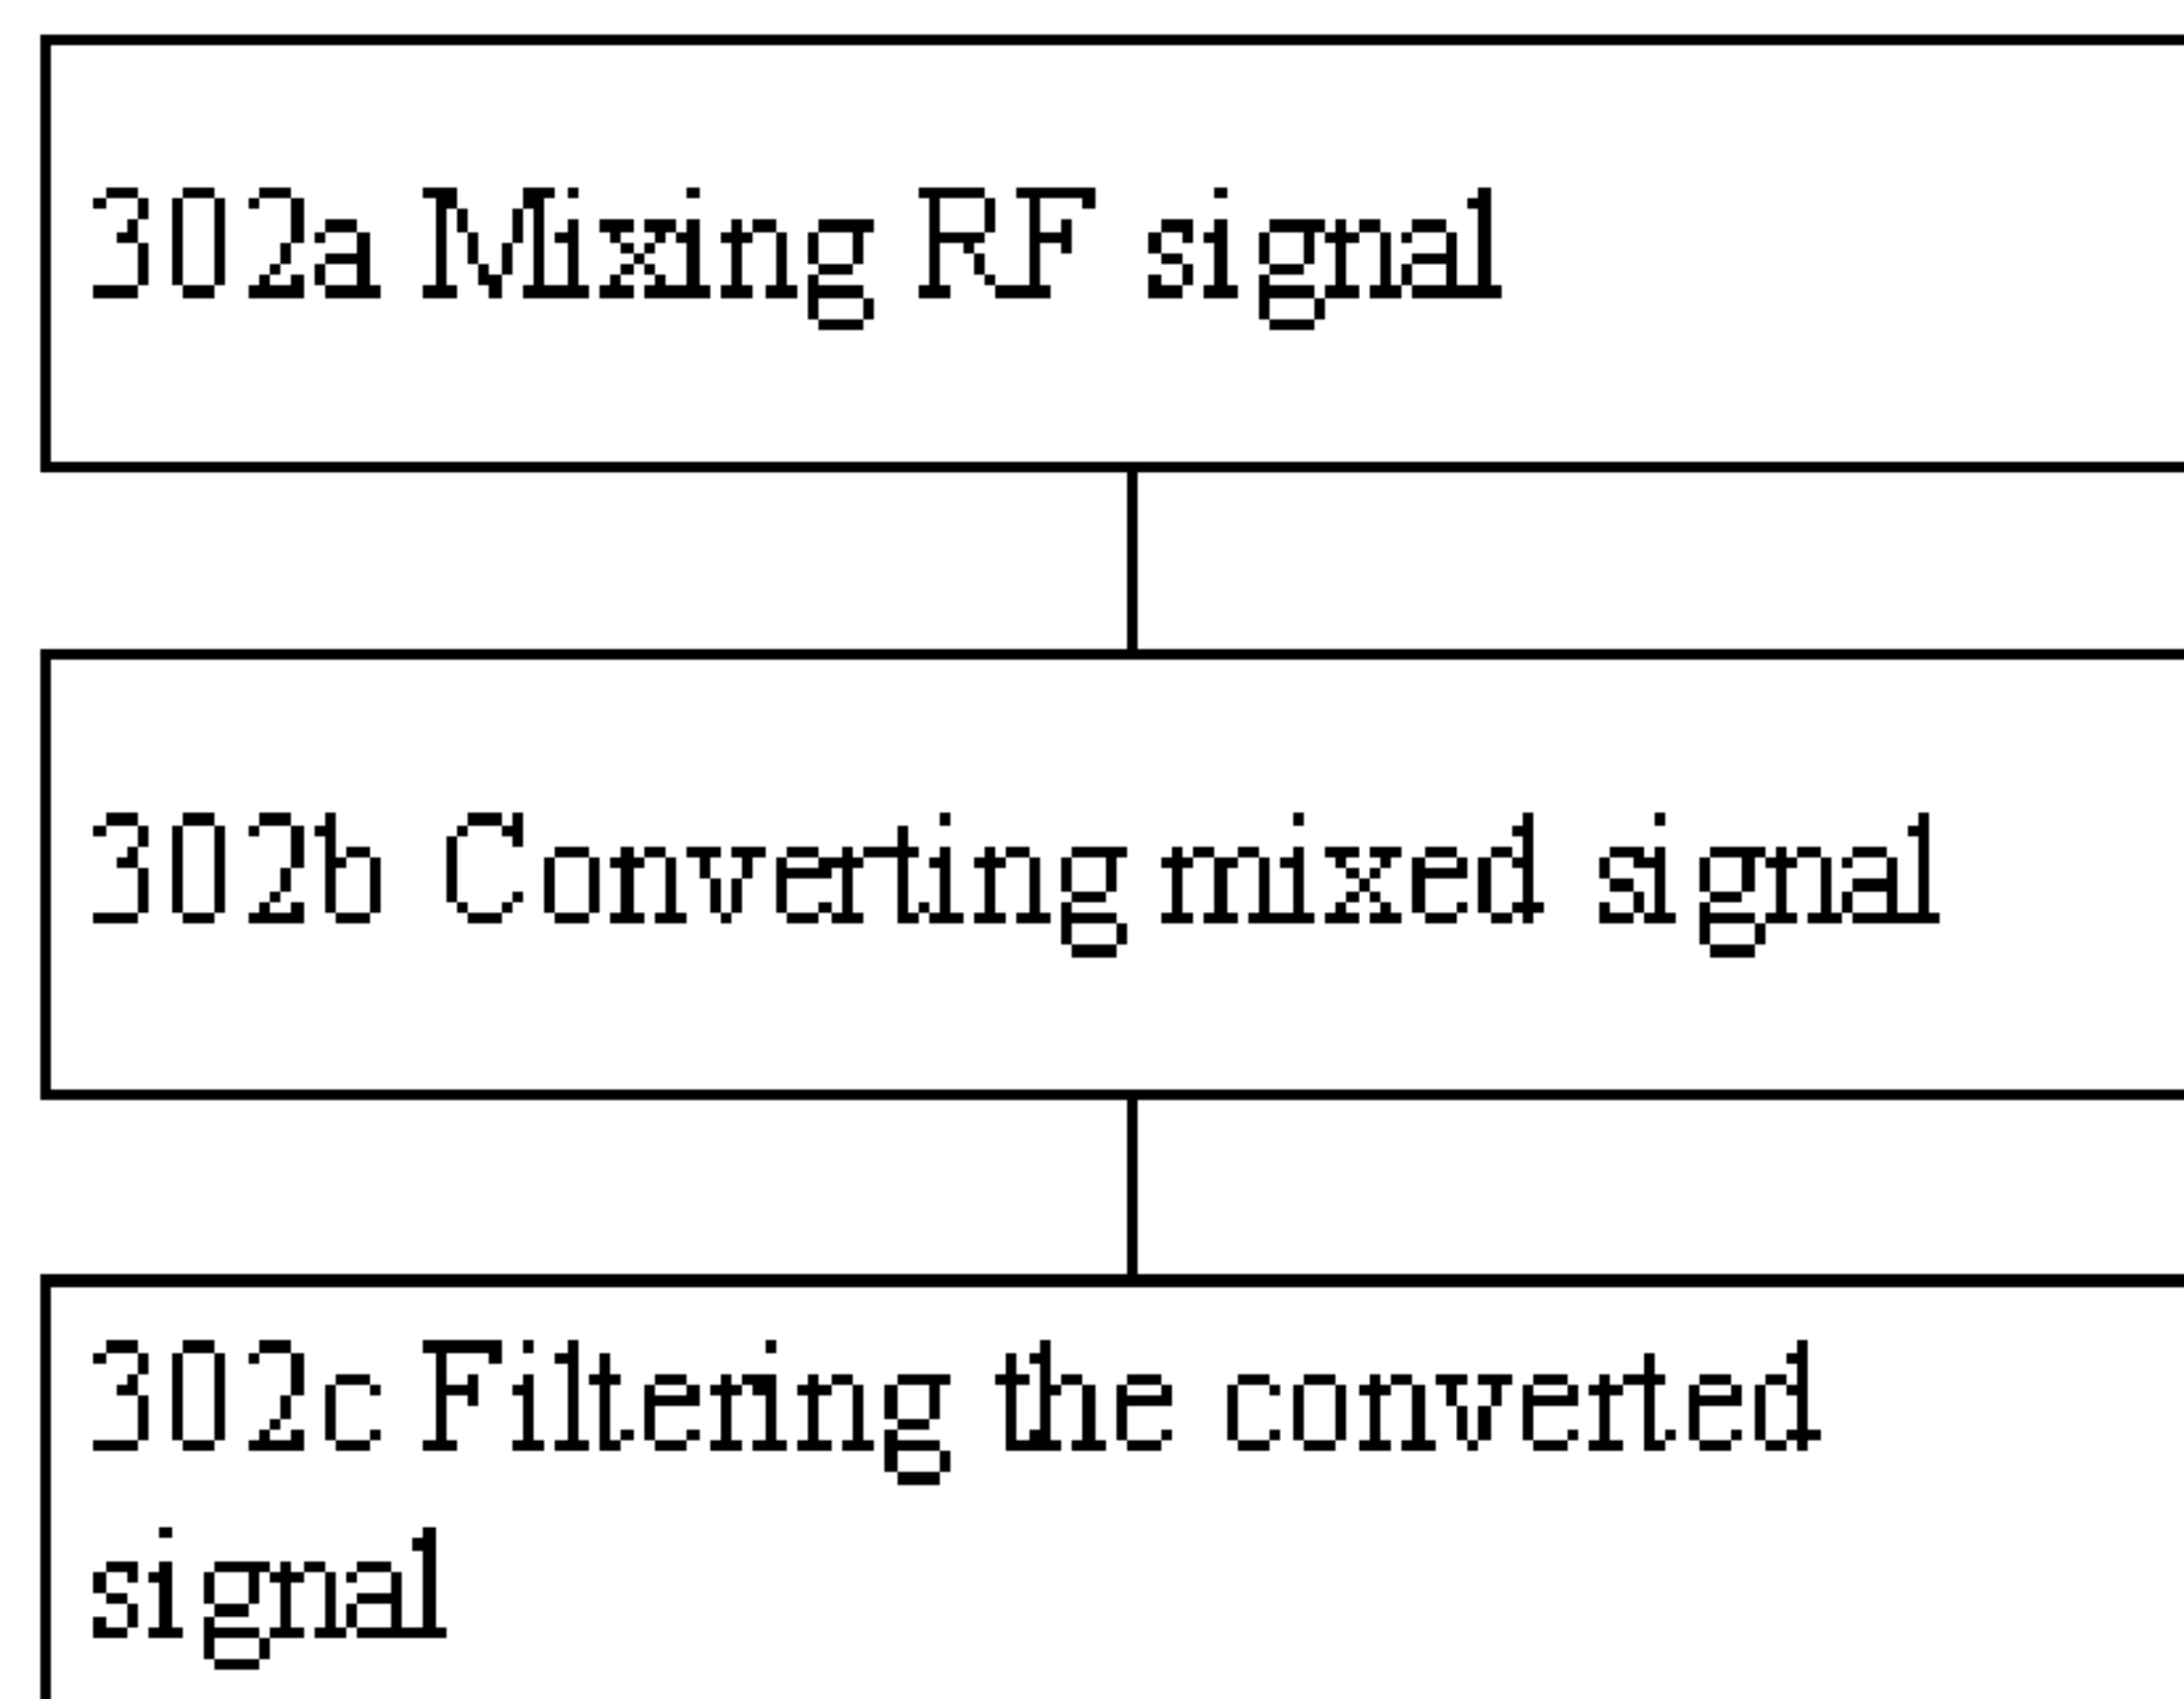 302a Mixing RF signal
302b Converting mixed signal
302c Filtering the converted
signal